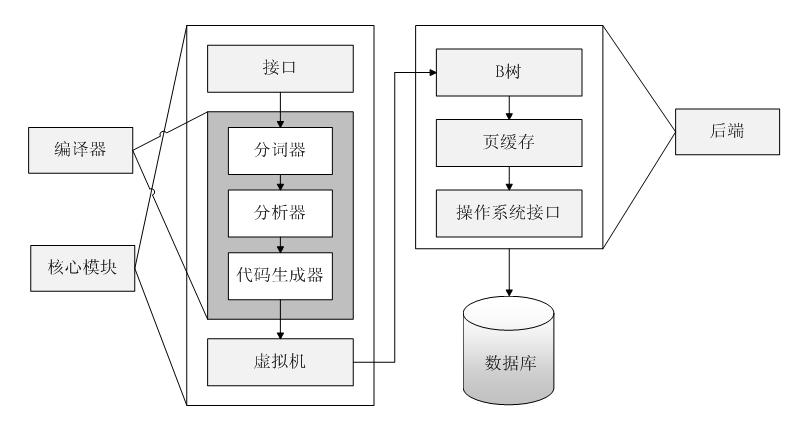 接口
编译器
分词器
分析器
核心模块
代码生成器
虚拟机
B树
页缓存
操作系统接口
后端
数据库